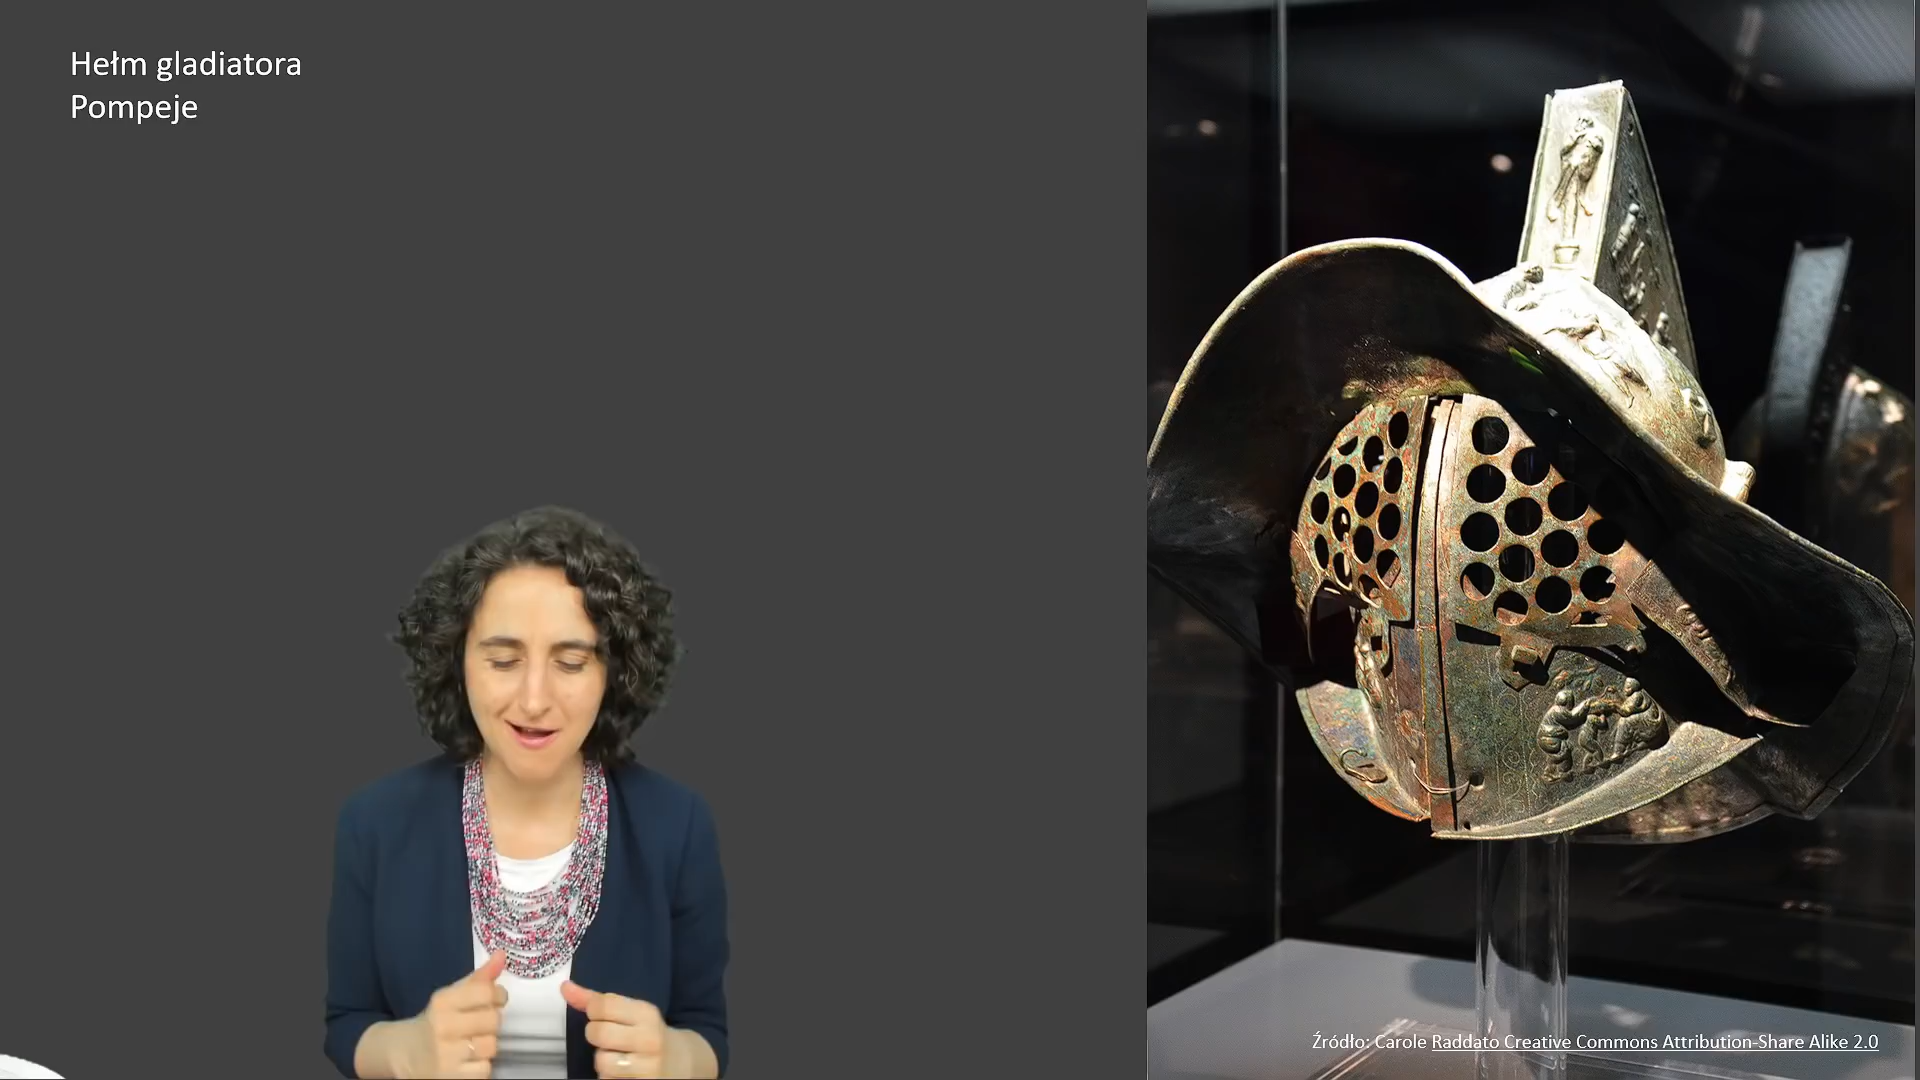 Hełm gladiatora
Pompeje
Źródło: Carole Raddato Creative Commons Attribution-Share Alike 2.0